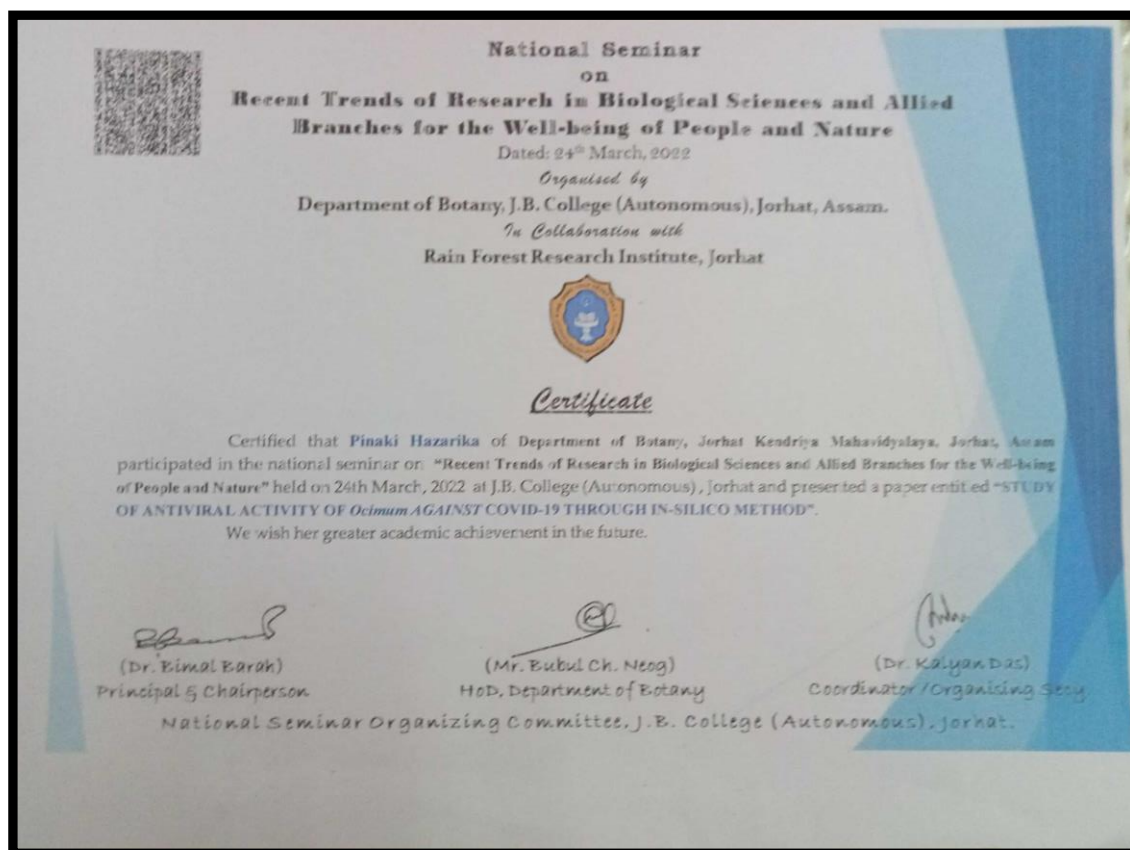 National Seminar
on
Recent Trends of Research in Biological Sciences and Allied
Branches for the Well-being of People and Nature
Dated: 24th March, 2022
Organised by
Department of Botany, J.B. College (Autonomous), Jorhat, Assam.
In Collaboration with
Rain Forest Research Institute, Jorhat
Certificate
Certified that Pinaki Hazarika of Department of Botany, Jorhat Kendriya Mahavidyalaya, Jorhat, Assam
participated in the national seminar on "Recent Trends of Research in Biological Sciences and Allied Branches for the Well-being
of People and Nature" held on 24th March, 2022 at J.B. College (Autonomous), Jorhat and presented a paper entitled "STUDY
OF ANTIVIRAL ACTIVITY OF Ocimum AGAINST COVID-19 THROUGH IN-SILICO METHOD".
We wish her greater academic achievement in the future.
(Dr. Bimal Barah) (Mr. Bubul Ch. Neog) (Dr. Kalyan Das)
Principal & Chairperson HoD, Department of Botany Coordinator/Organising Secy
National Seminar Organizing Committee, J.B. College (Autonomous), Jorhat.